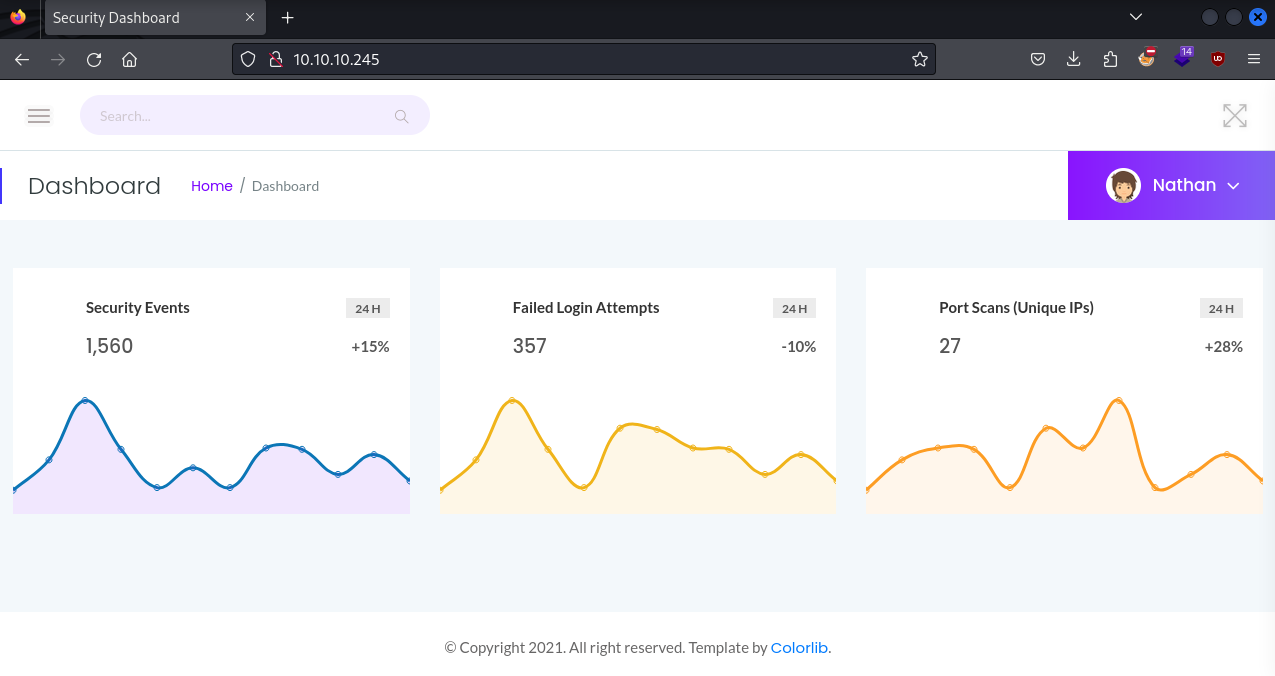 Security Dashboard
10.10.10.245
14
UD
Search...
Dashboard Home / Dashboard
Nathan
Security Events 24 H
1,560 +15%
Failed Login Attempts 24 H
357 -10%
Port Scans (Unique IPs) 24 H
27 +28%
© Copyright 2021. All right reserved. Template by Colorlib.